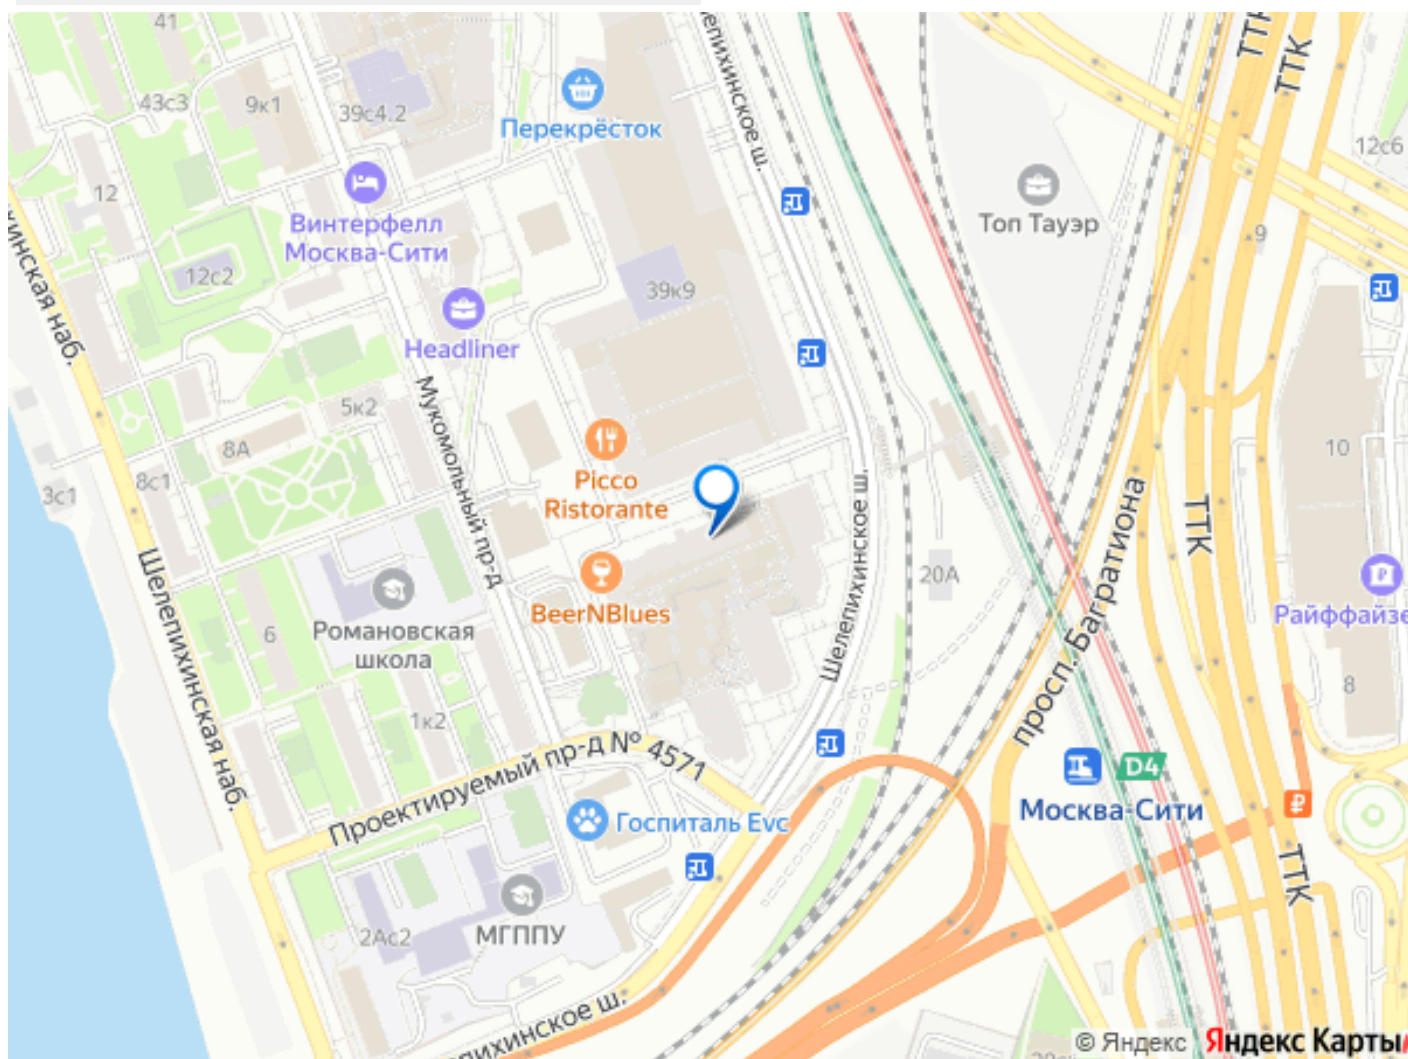 41
43с3
9к1
39с4.2
Перекрёсток
Шелепихинское ш.
ТТК
ТТК
12с6
12
Винтерфелл
Москва-Сити
Топ Тауэр
9
12с2
39к9
Headliner
5к2
8А
Мукомольный пр-д
10
3с1
8с1
Picco
Ristorante
Шелепихинское ш.
просп. Багратиона
ТТК
20А
BeerNBlues
Райффайзе
Шелепихинская наб.
6
Романовская
школа
8
1к2
Проектируемый пр-д № 4571
D4
Москва-Сити
Госпиталь Evc
ТТК
2Ас2
МГППУ
© Яндекс Яндекс Карты